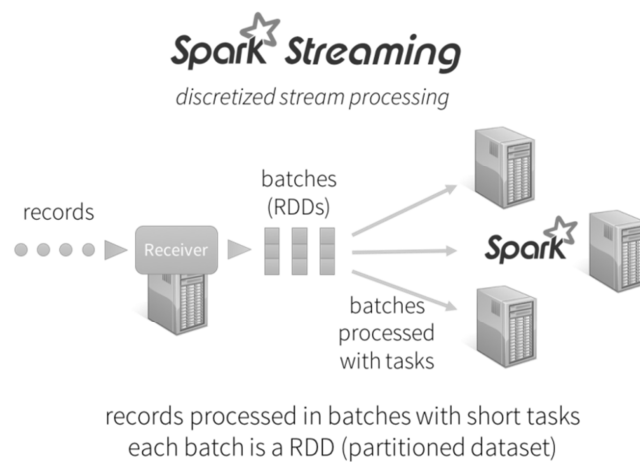 Spark Streaming
discretized stream processing
records
Receiver
batches
(RDDs)
Spark
batches
processed
with tasks
records processed in batches with short tasks
each batch is a RDD (partitioned dataset)